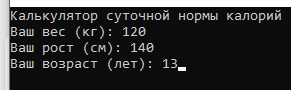 Калькулятор суточной нормы калорий
Ваш вес (кг): 120
Ваш рост (см): 140
Ваш возраст (лет): 13